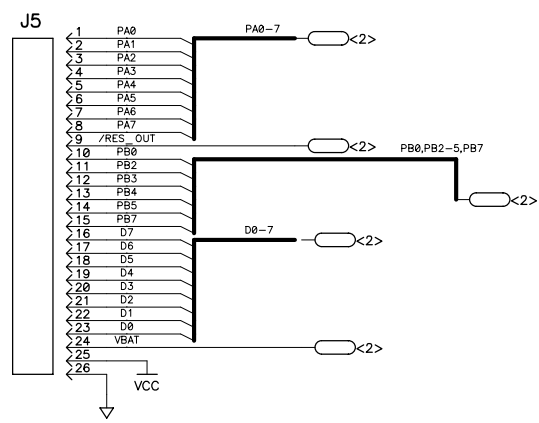 J5
1 PA0 PA0-7
2 PA1 <2>
3 PA2
4 PA3
5 PA4
6 PA5
7 PA6
8 PA7
9 /RES_OUT <2>
10 PB0 PB0,PB2-5,PB7
11 PB2
12 PB3
13 PB4 <2>
14 PB5
15 PB7
16 D7 D0-7 <2>
17 D6
18 D5
19 D4
20 D3
21 D2
22 D1
23 D0
24 VBAT <2>
25
26
VCC